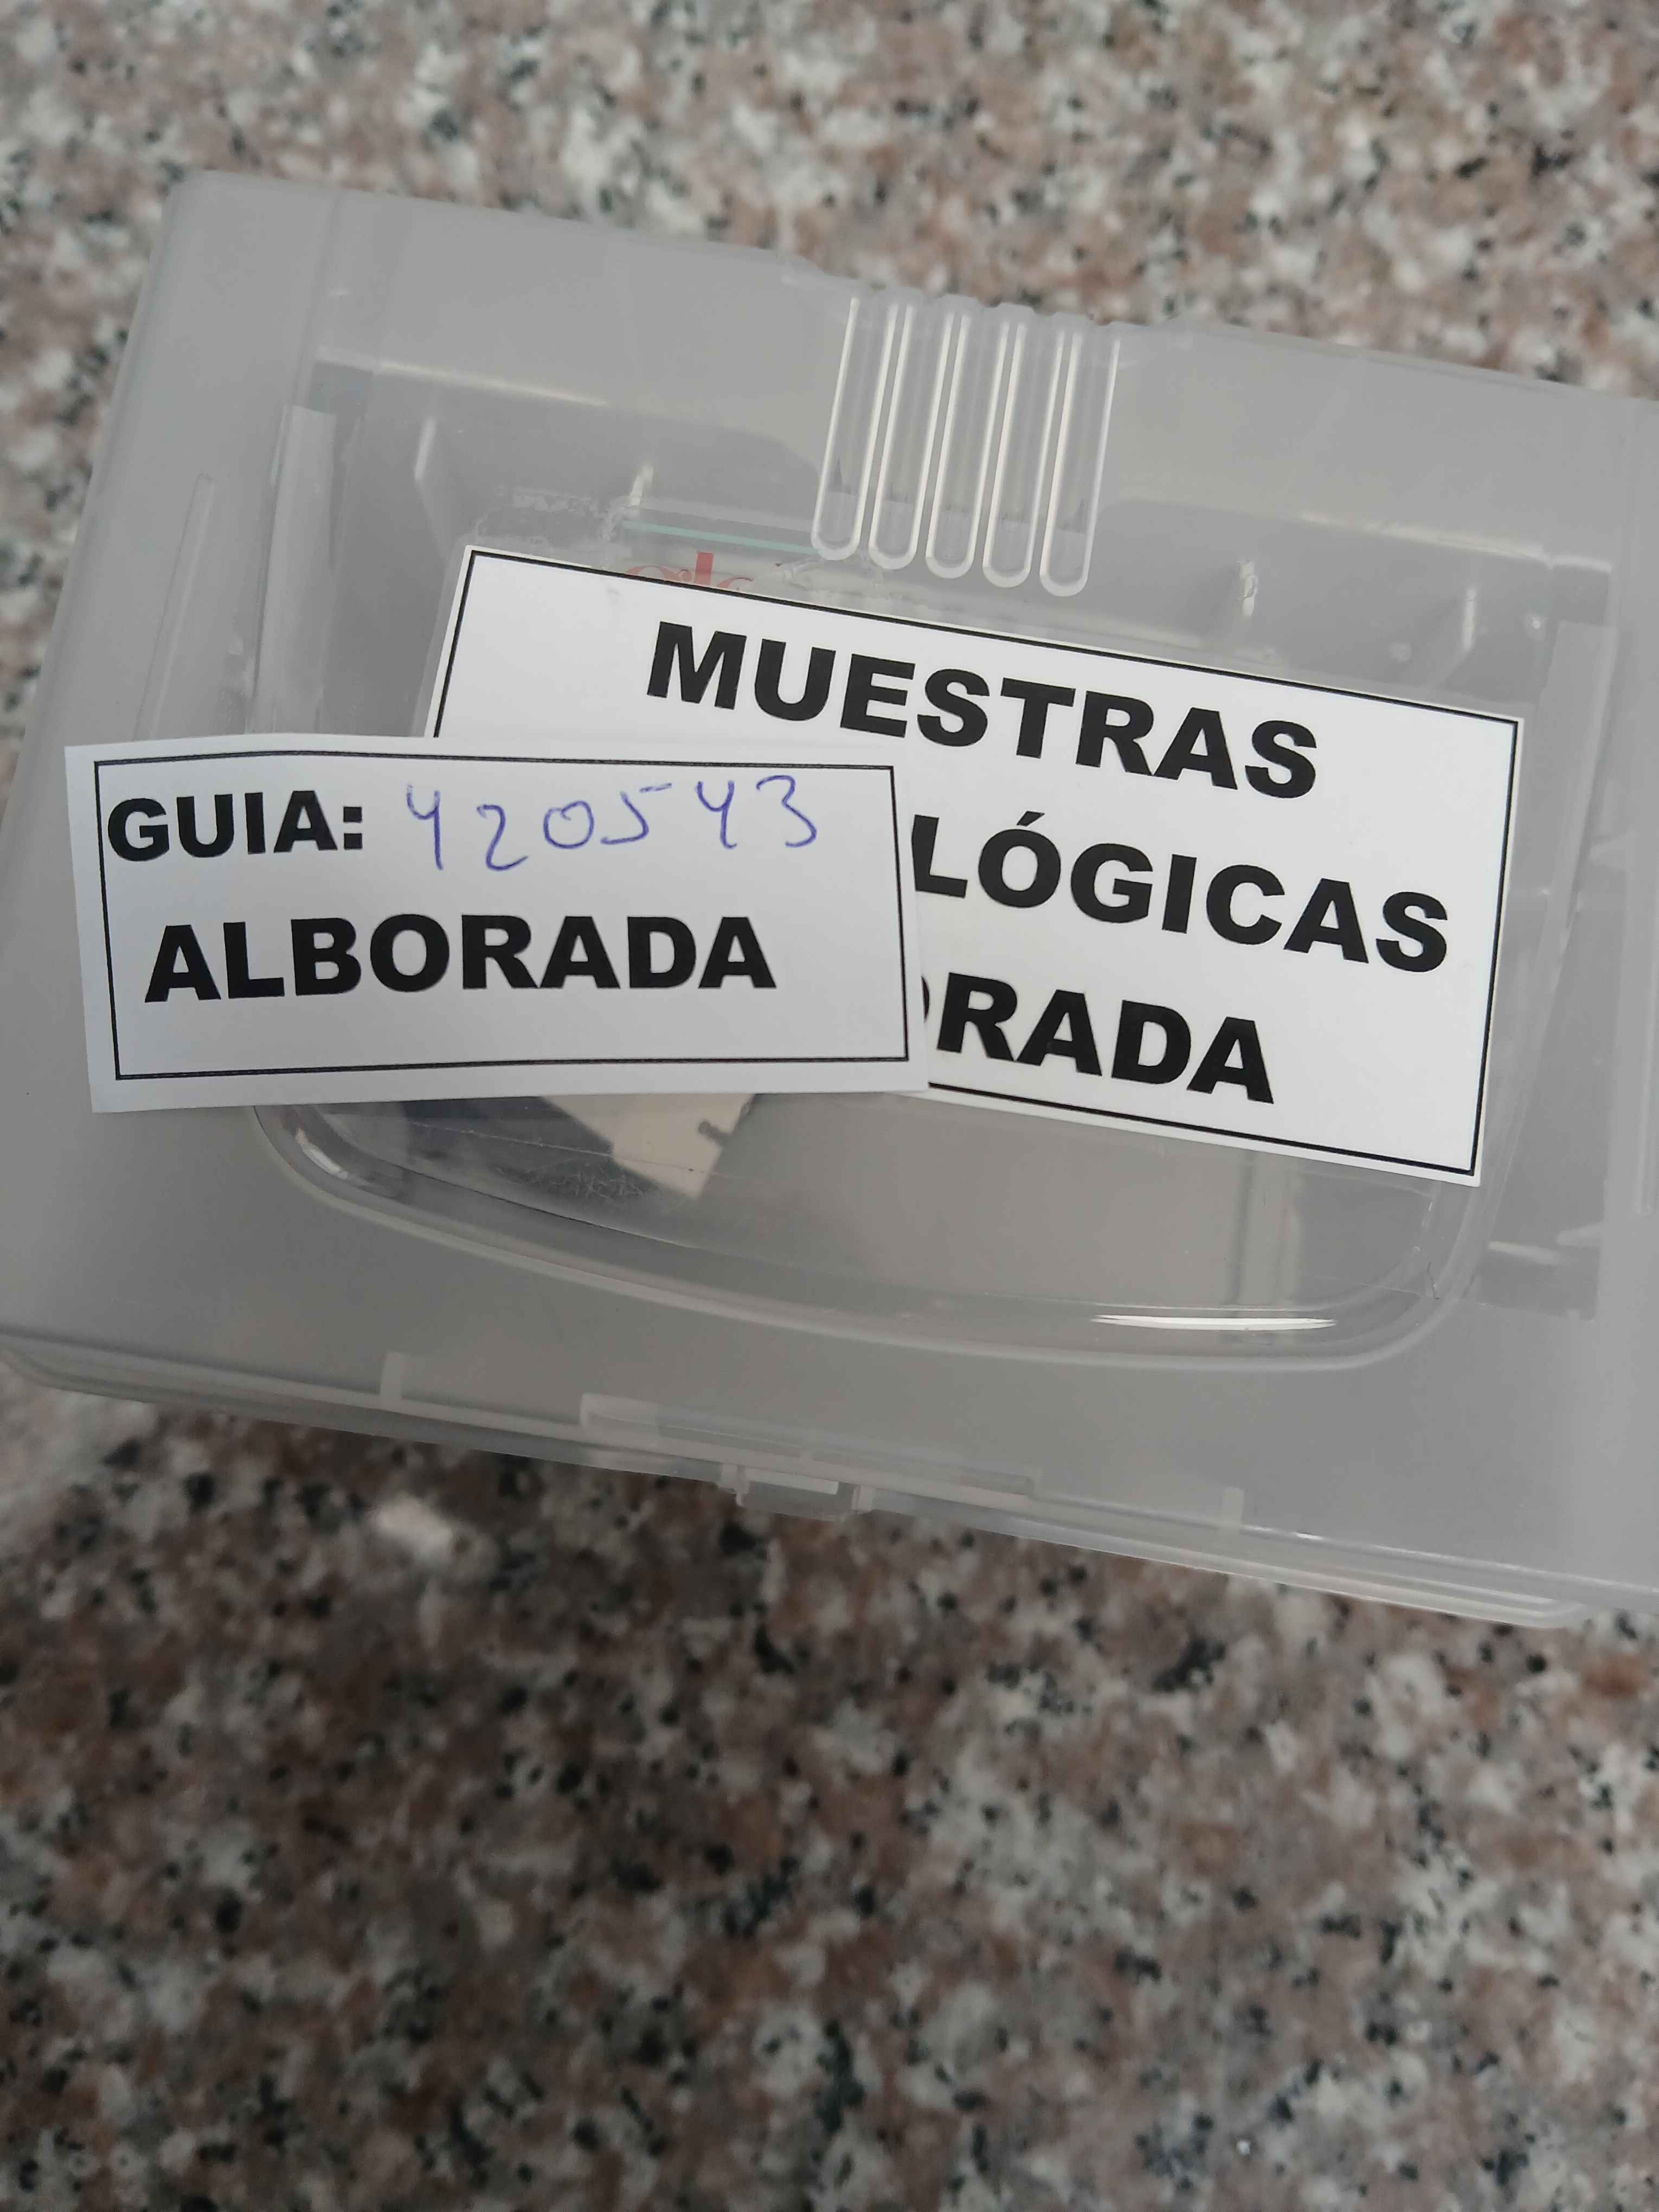 MUESTRAS
LÓGICAS
RADA
GUIA: 420543
ALBORADA